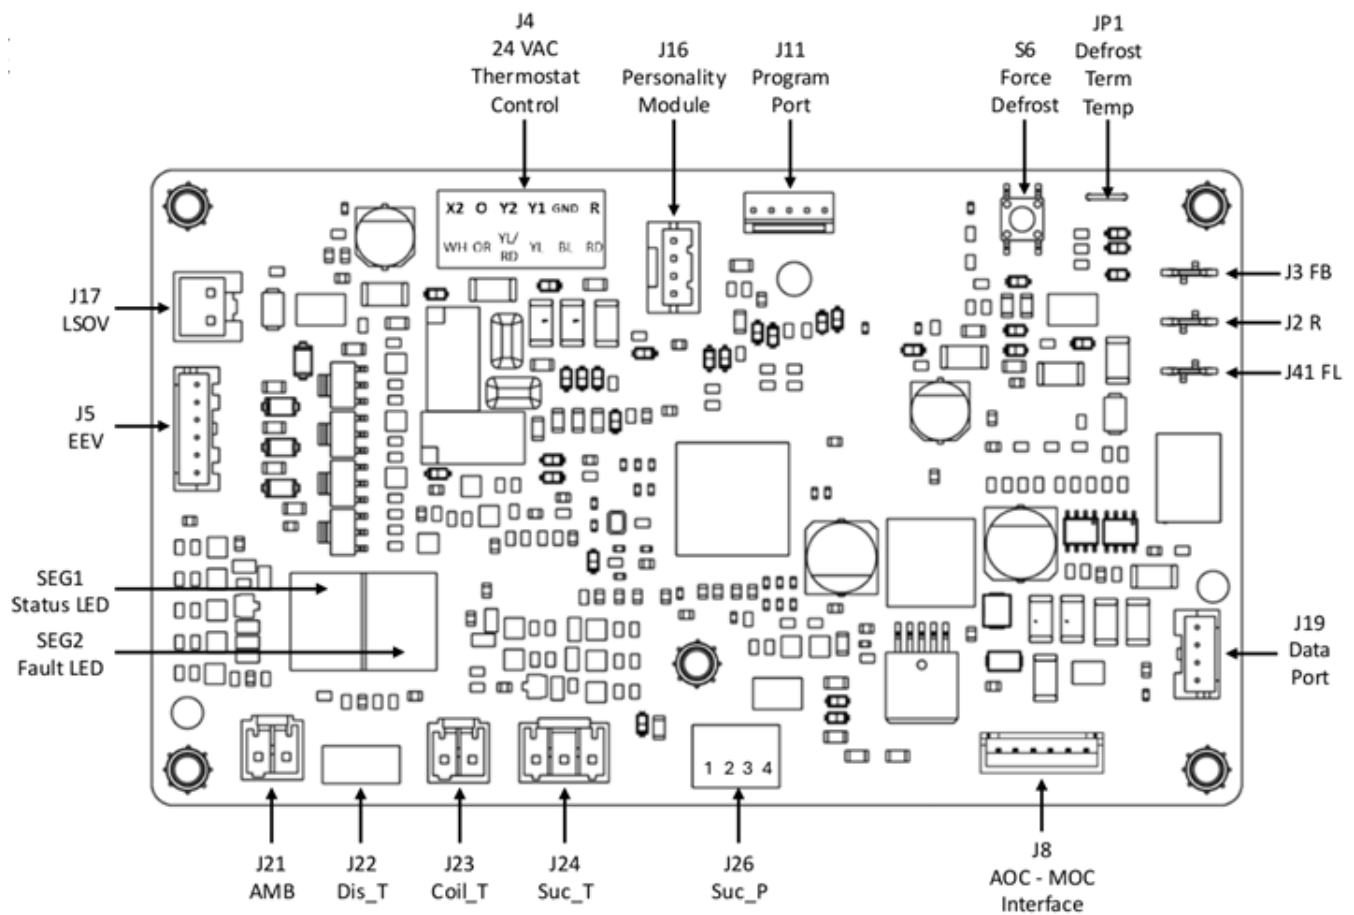 J4
24 VAC
Thermostat
Control
J16
Personality
Module
J11
Program
Port
S6
Force
Defrost
JP1
Defrost
Term
Temp
X2 O Y2 Y1 GND R
WH OR YL/RD YL BL RD
J17
LSOV
J3 FB
J2 R
J41 FL
J5
EEV
SEG1
Status LED
SEG2
Fault LED
J19
Data
Port
1 2 3 4
J21
AMB
J22
Dis_T
J23
Coil_T
J24
Suc_T
J26
Suc_P
J8
AOC - MOC
Interface